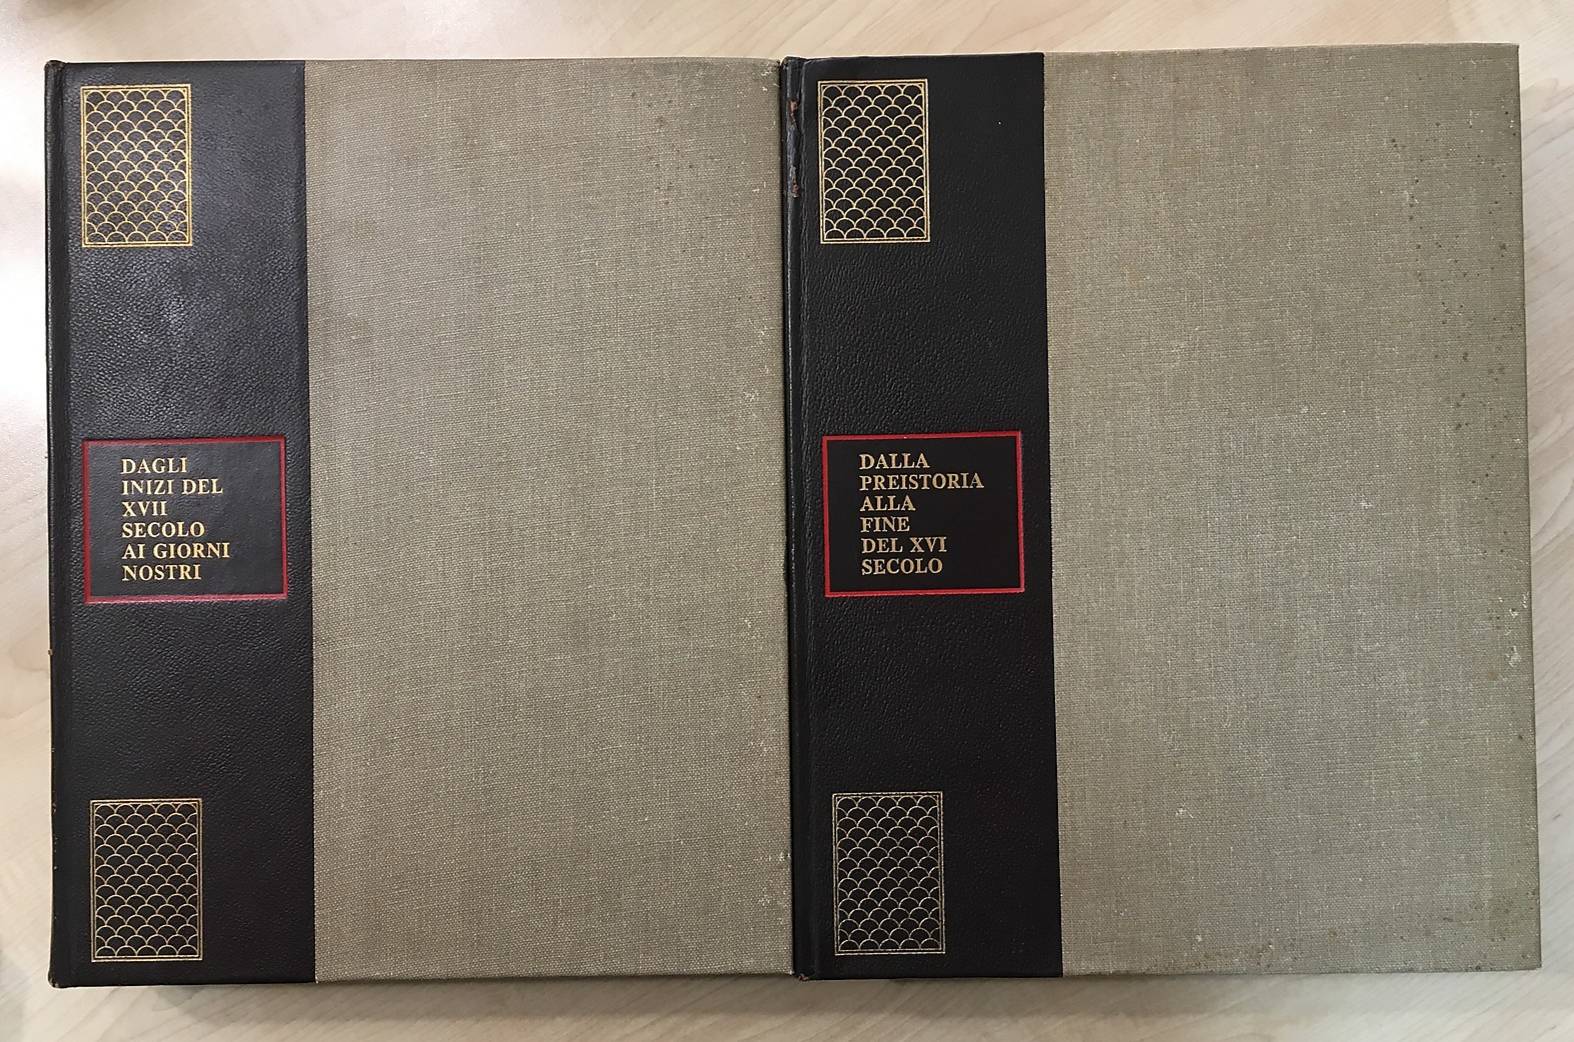 DAGLI
INIZI DEL
XVII
SECOLO
AI GIORNI
NOSTRI
DALLA
PREISTORIA
ALLA
FINE
DEL XVI
SECOLO